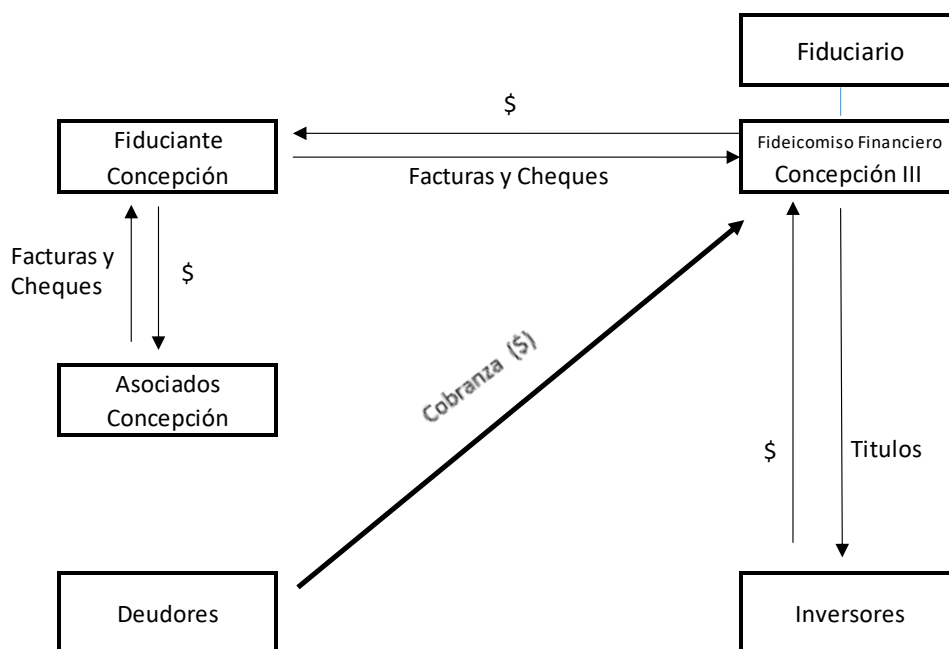 Fiduciario
$
Fiduciante
Concepción
Fideicomiso Financiero
Concepción III
Facturas y Cheques
Facturas y
Cheques
$
Cobranza ($)
Asociados
Concepción
$
Titulos
Deudores
Inversores